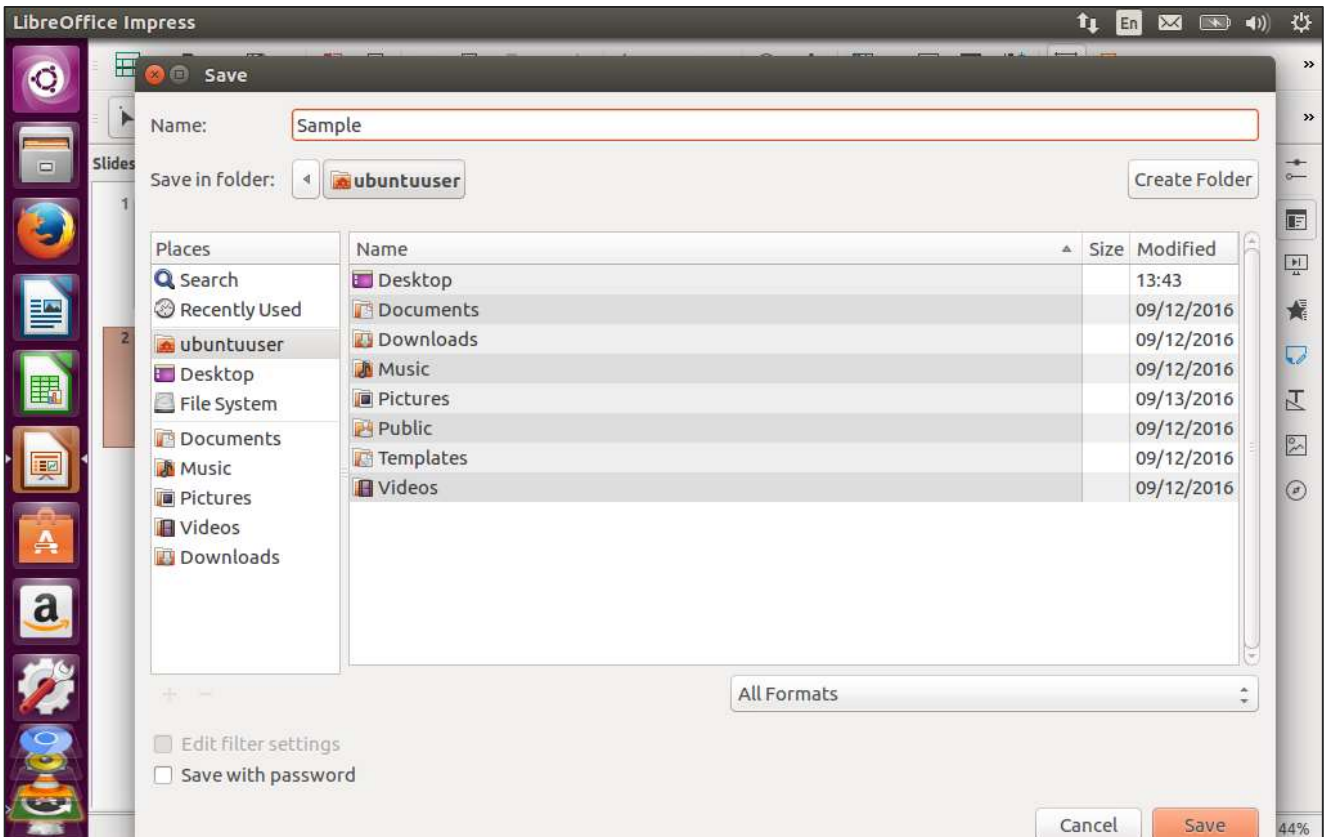 LibreOffice Impress
En
Save
Name: Sample
Slides
Save in folder: ubuntuuser Create Folder
1
Places
Name Size Modified
Search
Desktop 13:43
Recently Used
Documents 09/12/2016
2
ubuntuuser
Downloads 09/12/2016
Desktop
Music 09/12/2016
File System
Pictures 09/13/2016
Documents
Public 09/12/2016
Music
Templates 09/12/2016
Pictures
Videos 09/12/2016
Videos
Downloads
All Formats
Edit filter settings
Save with password
Cancel Save 44%